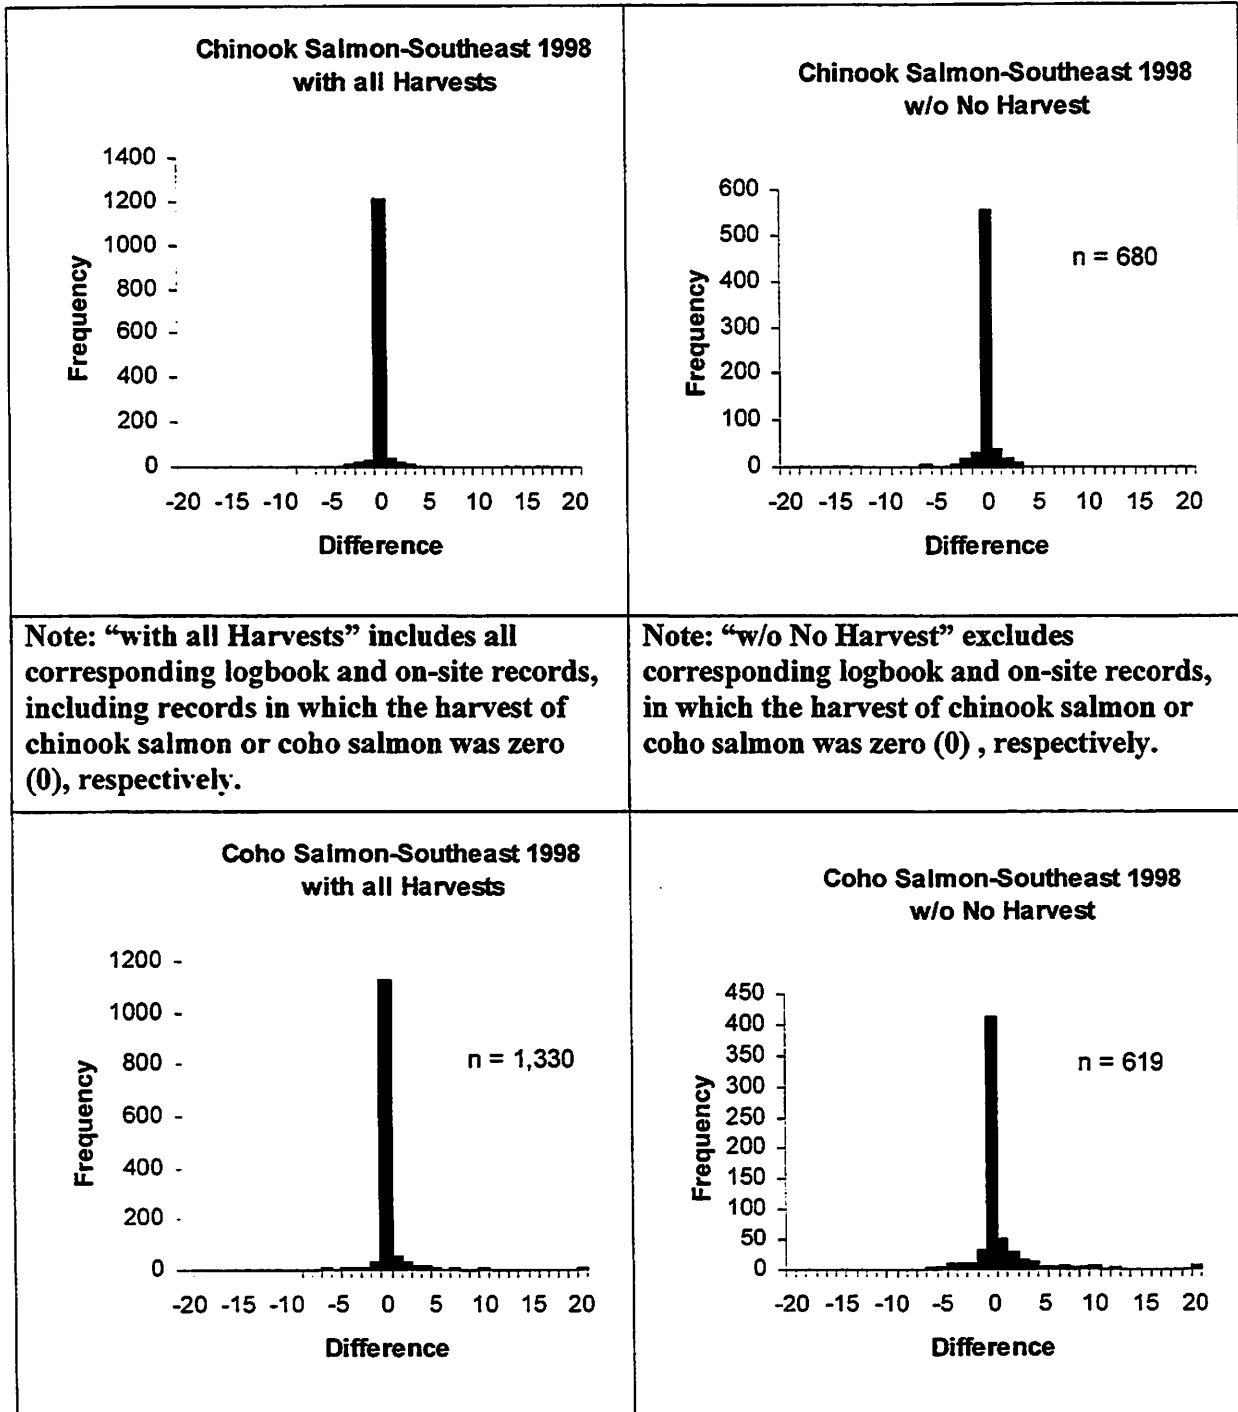 Chinook Salmon-Southeast 1998
with all Harvests
1400
1200
1000
800
600
400
200
0
Frequency
-20 -15 -10 -5 0 5 10 15 20
Difference
Chinook Salmon-Southeast 1998
w/o No Harvest
600
500
400
300
200
100
0
Frequency
n = 680
-20 -15 -10 -5 0 5 10 15 20
Difference
Note: “with all Harvests” includes all
corresponding logbook and on-site records,
including records in which the harvest of
chinook salmon or coho salmon was zero
(0), respectively.
Note: “w/o No Harvest” excludes
corresponding logbook and on-site records,
in which the harvest of chinook salmon or
coho salmon was zero (0) , respectively.
Coho Salmon-Southeast 1998
with all Harvests
1200
1000
800
600
400
200
0
Frequency
n = 1,330
-20 -15 -10 -5 0 5 10 15 20
Difference
Coho Salmon-Southeast 1998
w/o No Harvest
450
400
350
300
250
200
150
100
50
0
Frequency
n = 619
-20 -15 -10 -5 0 5 10 15 20
Difference